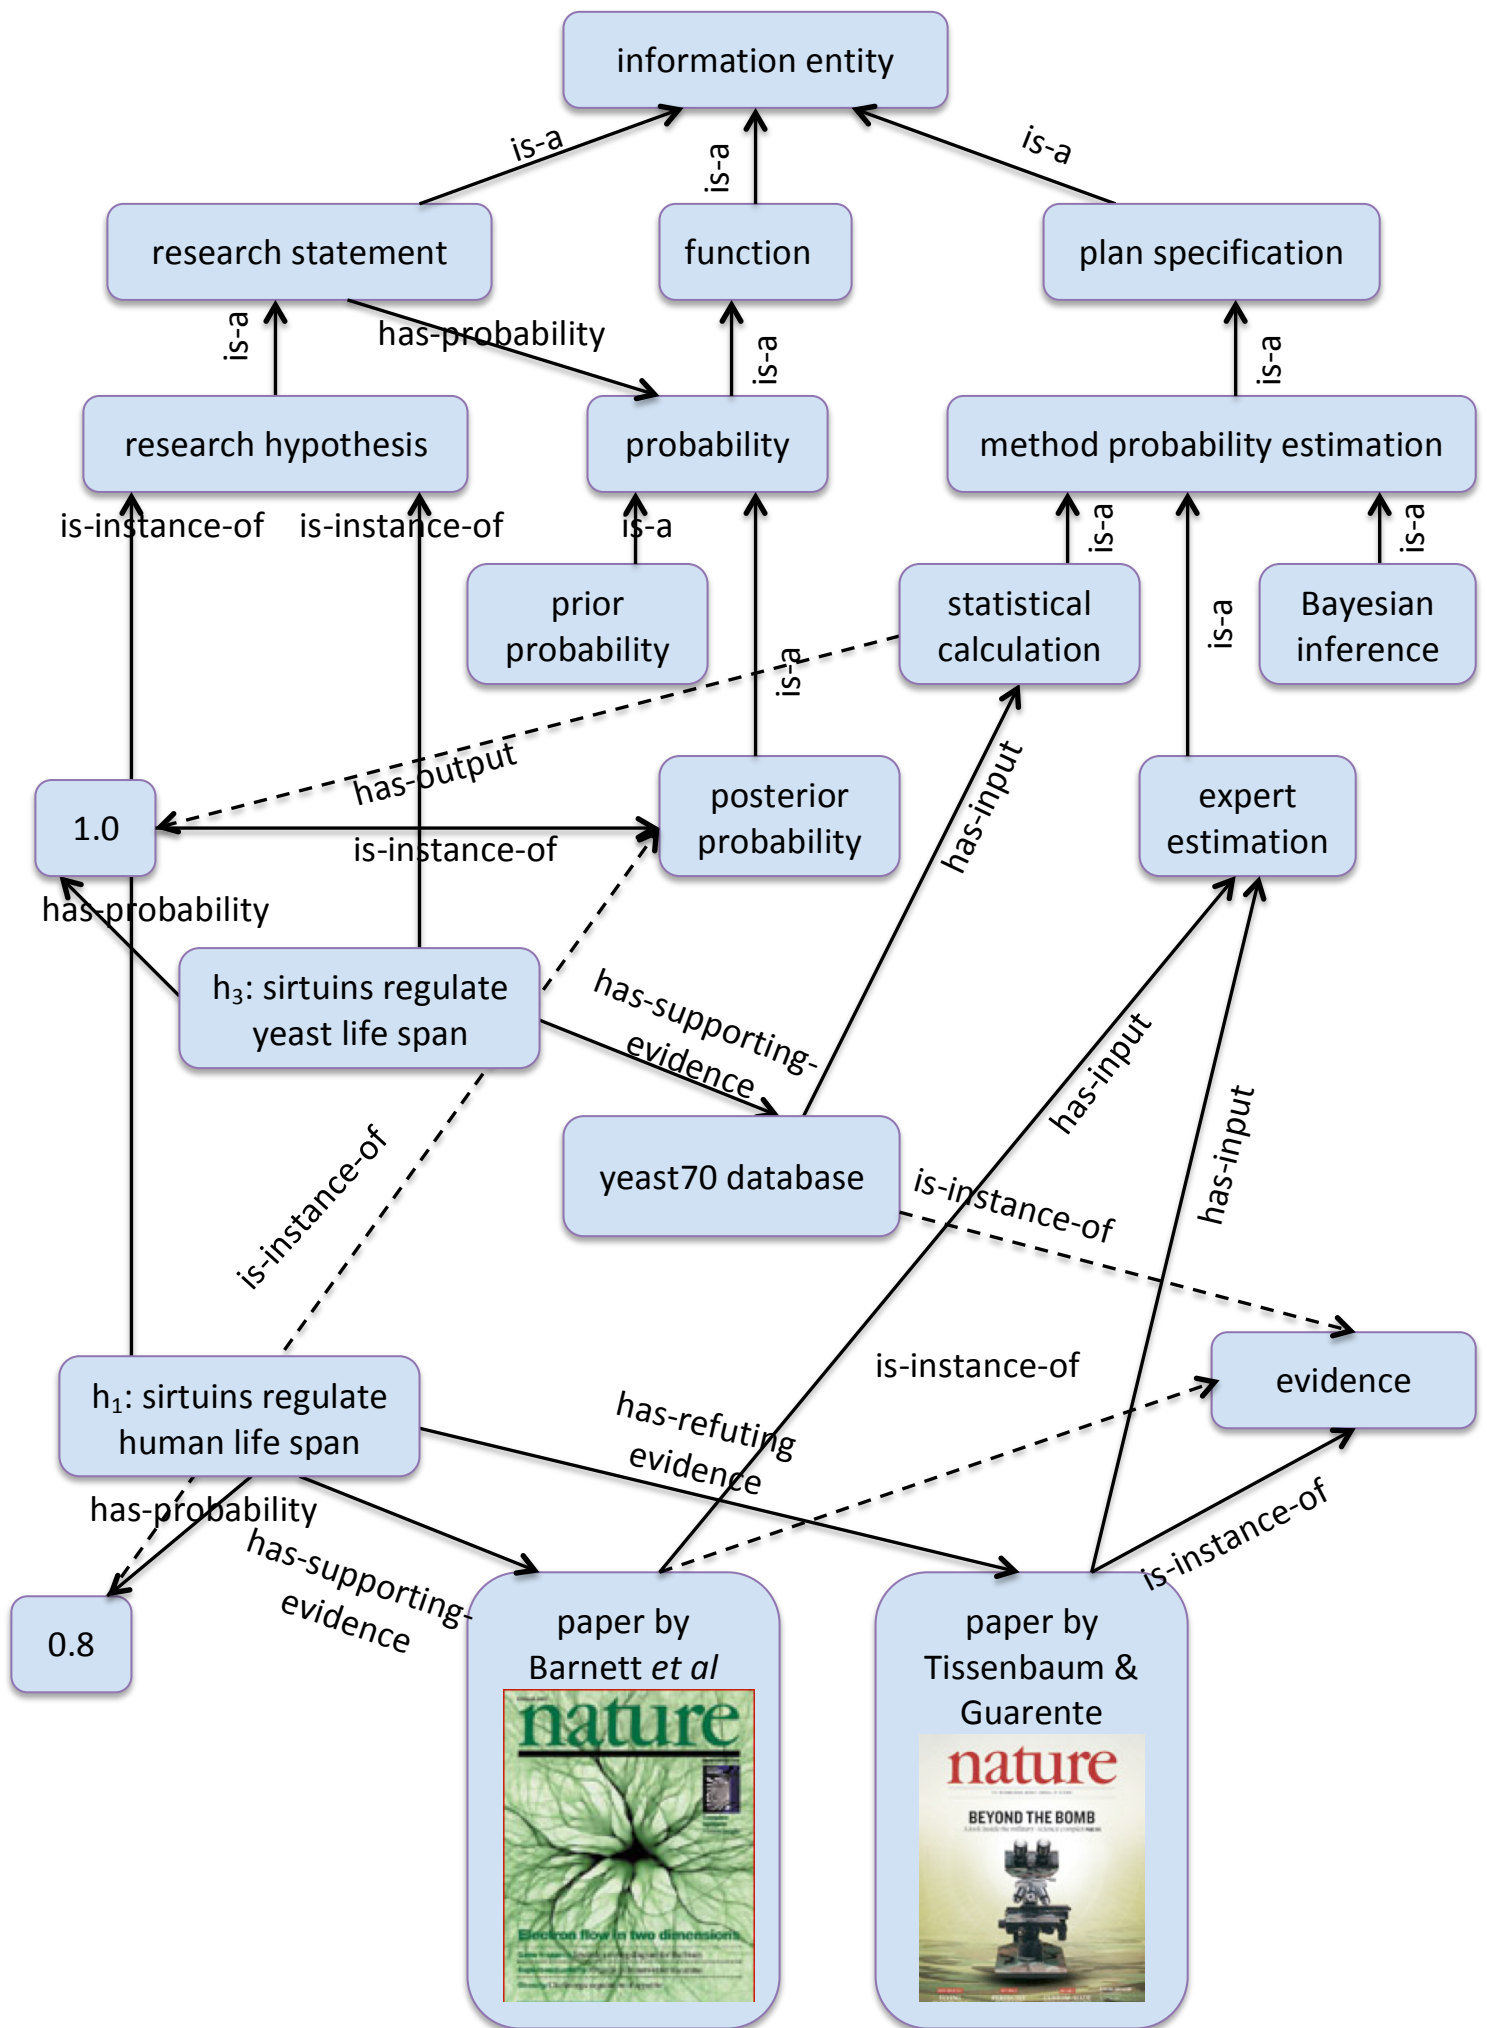 information entity
is-a
is-a
is-a
research statement
function
plan specification
is-a
has-probability
is-a
is-a
research hypothesis
probability
method probability estimation
is-instance-of
is-instance-of
is-a
is-a
is-a
prior
probability
statistical
calculation
is-a
Bayesian
inference
is-a
has-output
has-input
1.0
is-instance-of
posterior
probability
expert
estimation
has-probability
h₃: sirtuins regulate
yeast life span
has-supporting-
evidence
has-input
has-input
is-instance-of
yeast70 database
is-instance-of
is-instance-of
evidence
h₁: sirtuins regulate
human life span
has-refuting
evidence
has-probability
has-supporting-
evidence
is-instance-of
0.8
paper by
Barnett et al
nature
Electron flow in two dimensions
paper by
Tissenbaum &
Guarente
nature
BEYOND THE BOMB